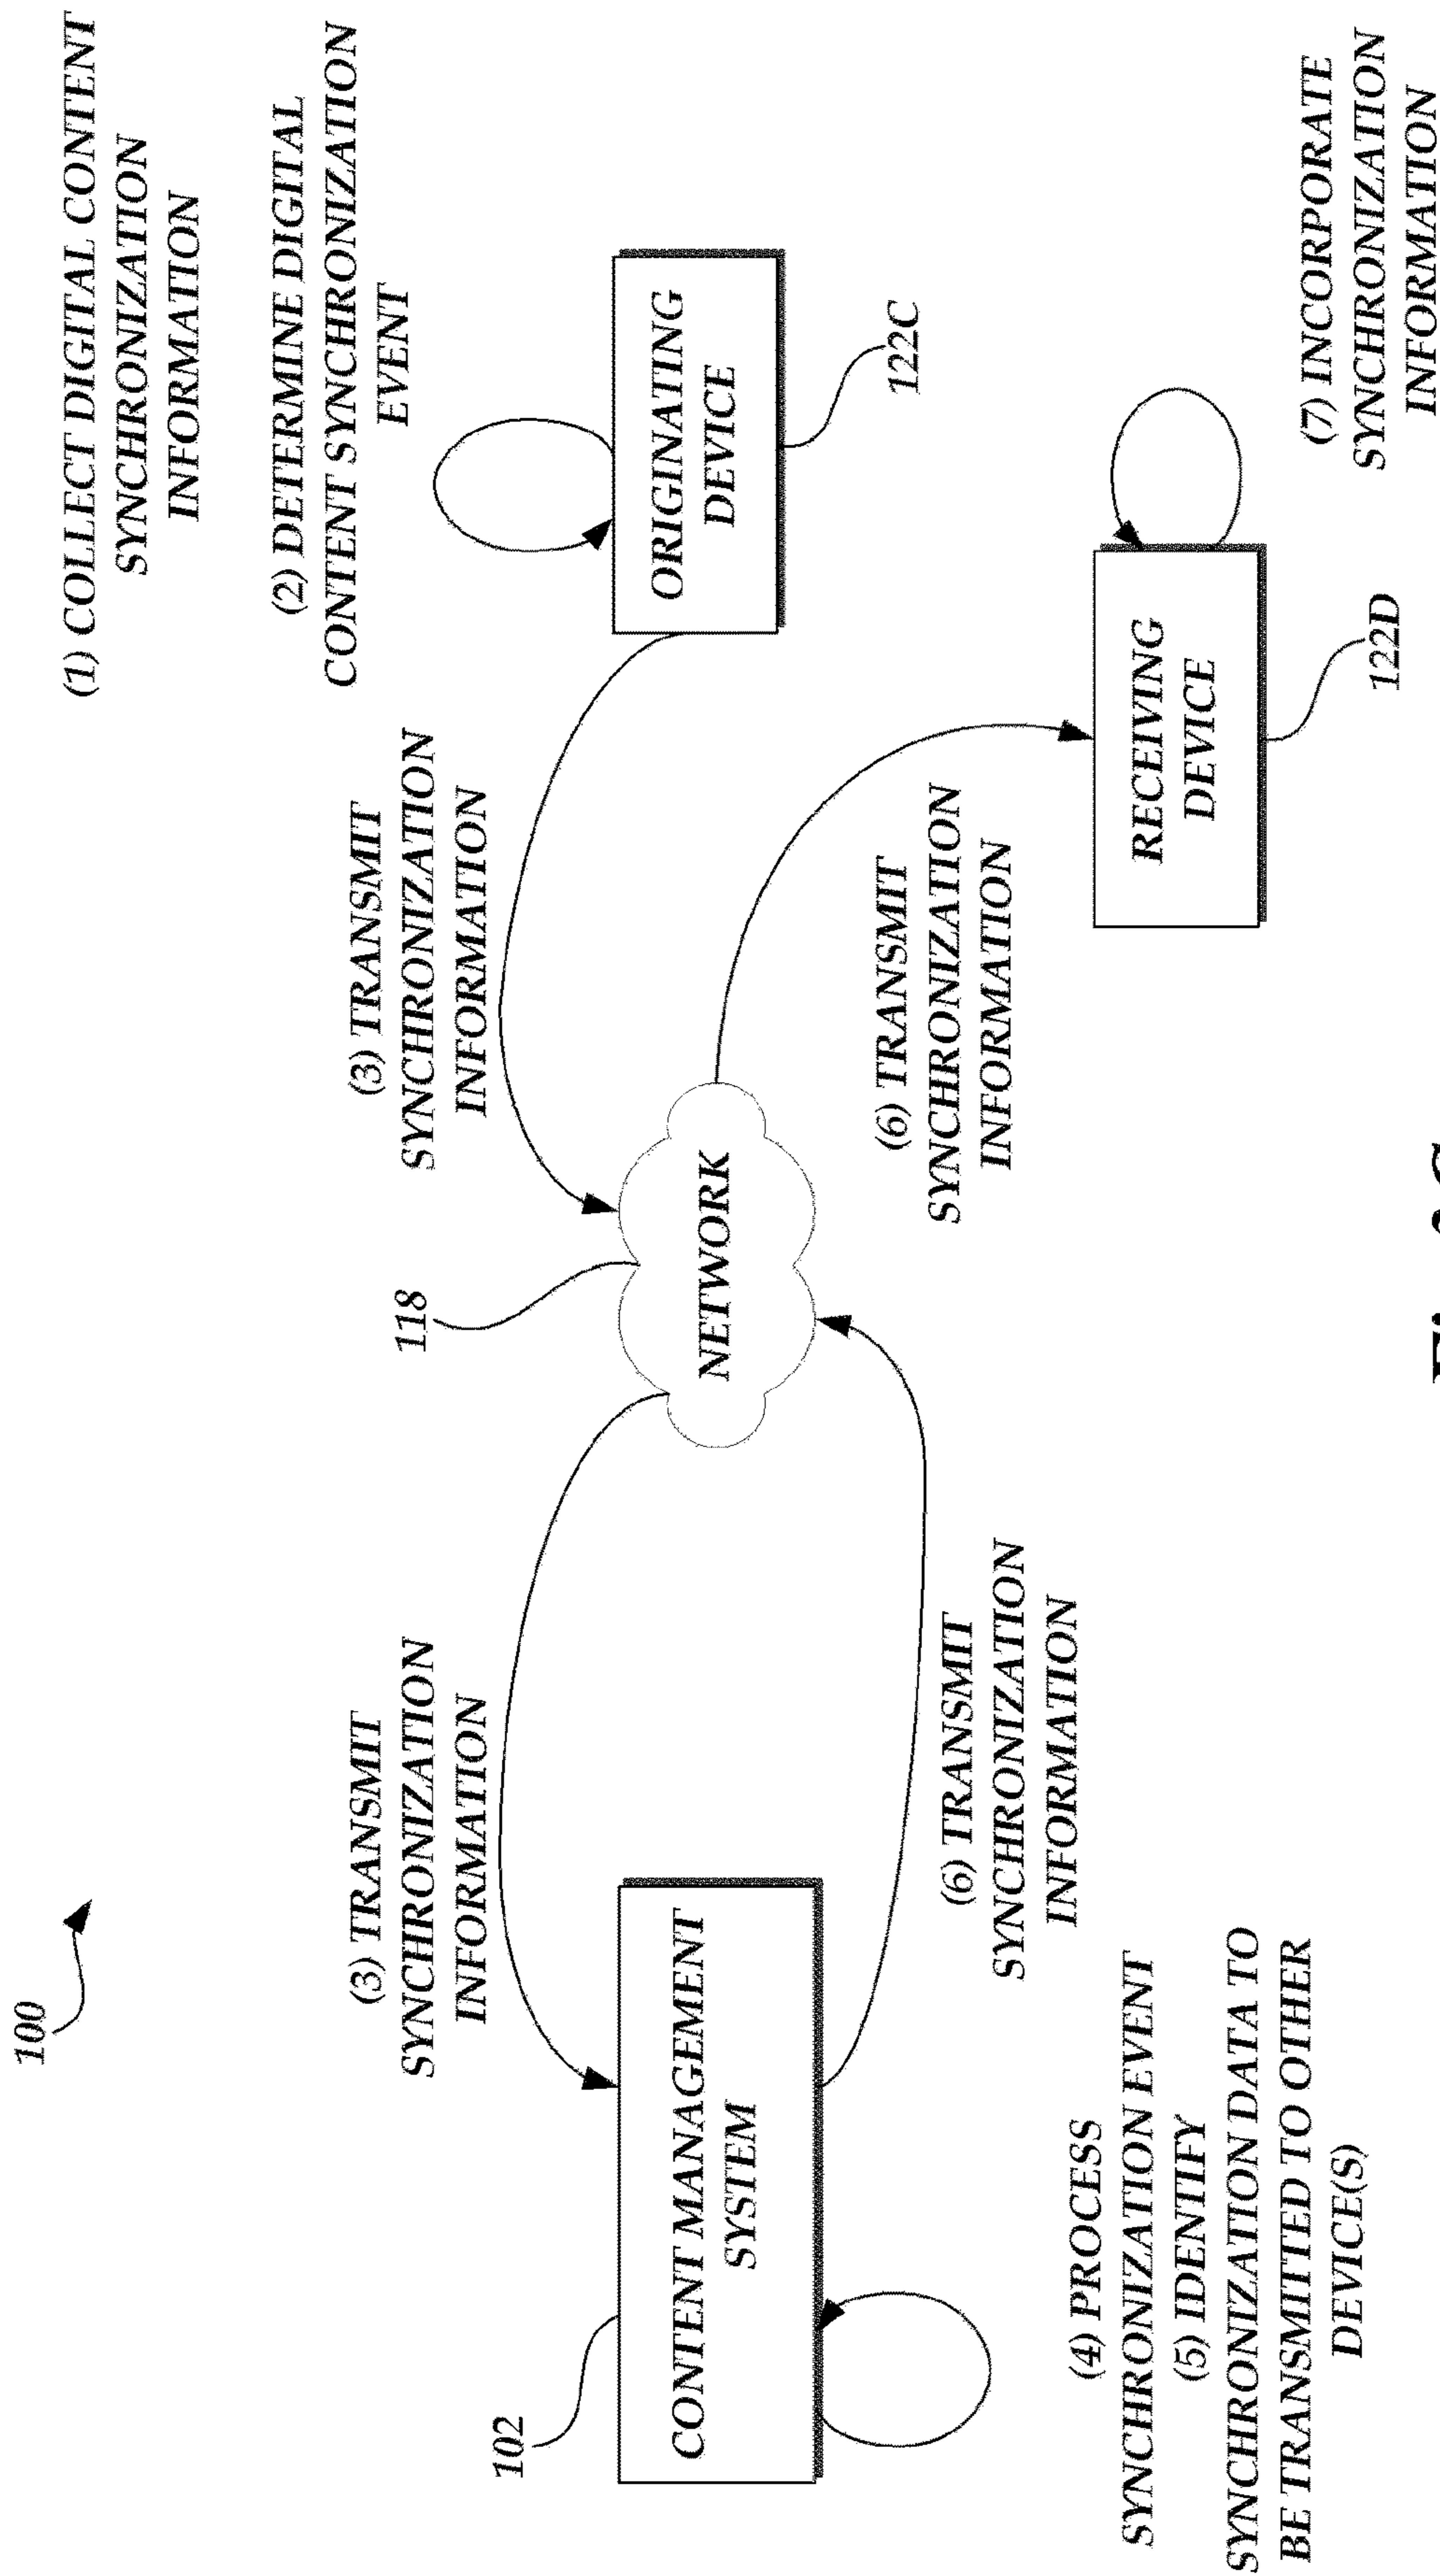 100
(1) COLLECT DIGITAL CONTENT
SYNCHRONIZATION
INFORMATION
(2) DETERMINE DIGITAL
CONTENT SYNCHRONIZATION
EVENT
(3) TRANSMIT
SYNCHRONIZATION
INFORMATION
118
(3) TRANSMIT
SYNCHRONIZATION
INFORMATION
102
CONTENT MANAGEMENT
SYSTEM
NETWORK
ORIGINATING
DEVICE
122C
(6) TRANSMIT
SYNCHRONIZATION
INFORMATION
(6) TRANSMIT
SYNCHRONIZATION
INFORMATION
RECEIVING
DEVICE
122D
(4) PROCESS
SYNCHRONIZATION EVENT
(5) IDENTIFY
SYNCHRONIZATION DATA TO
BE TRANSMITTED TO OTHER
DEVICE(S)
(7) INCORPORATE
SYNCHRONIZATION
INFORMATION